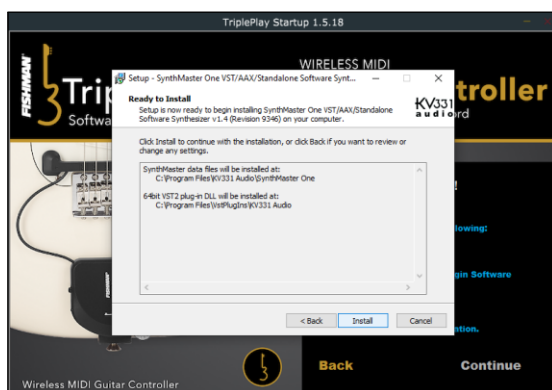 TriplePlay Startup 1.5.18
FISHMAN
WIRELESS MIDI
Trip
troller
Softwa
ord
Setup - SynthMaster One VST/AAX/Standalone Software Synt...
Ready to Install
Setup is now ready to begin installing SynthMaster One VST/AAX/Standalone
Software Synthesizer v1.4 (Revision 9346) on your computer.
KV331
audio
Click Install to continue with the installation, or click Back if you want to review or
change any settings.
SynthMaster data files will be installed at:
C:\Program Files\KV331 Audio\SynthMaster One
64bit VST2 plug-in DLL will be installed at:
C:\Program Files\VstPlugIns\KV331 Audio
< Back
Install
Cancel
!
lowing:
gin Software
ntion.
Back
Continue
Wireless MIDI Guitar Controller